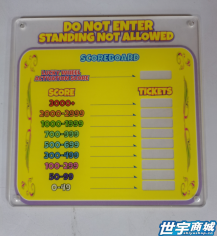 DO NOT ENTER
STANDING NOT ALLOWED
SCOREBOARD
SCORE TICKETS
3000+
2000-2999
1000-1999
700-999
500-699
300-499
100-299
50-99
0-49
世宇商城